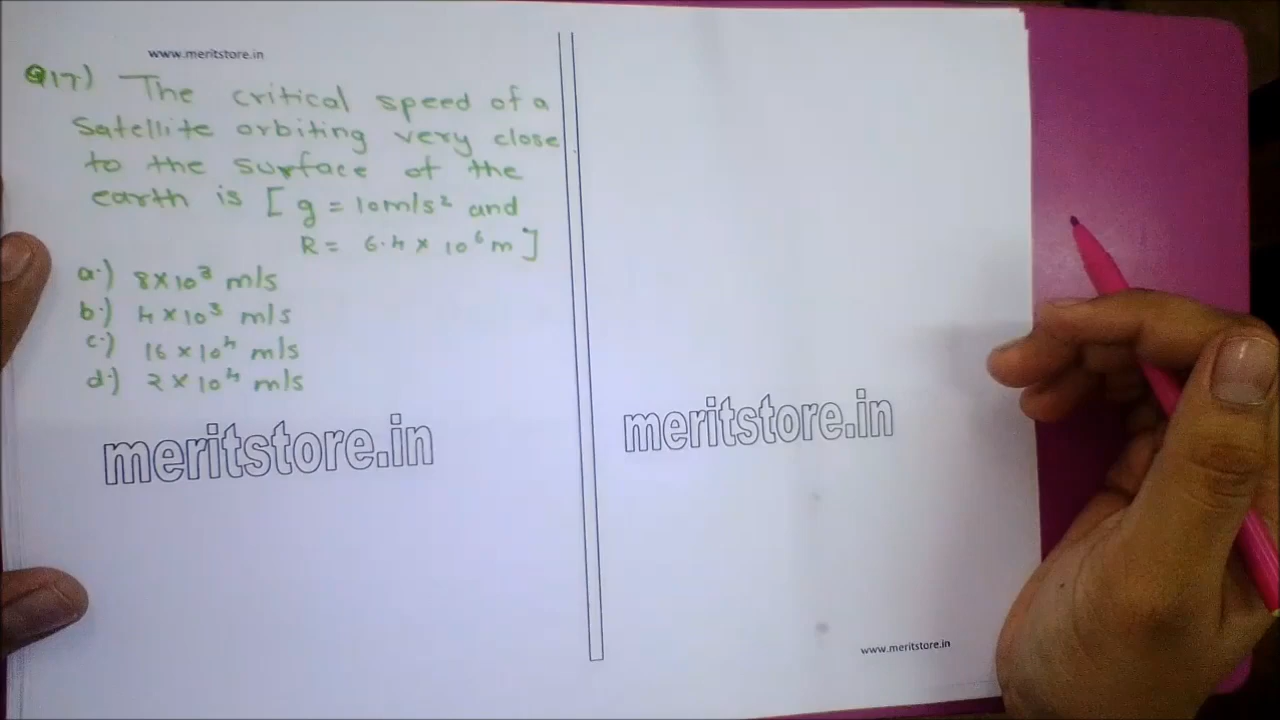 www.meritstore.in
Q17.) The critical speed of a
satellite orbiting very close
to the surface of the
earth is [ g = 10m/s² and
R = 6.4 × 10⁶ m ]
a.) 8×10³ m/s
b.) 4 × 10³ m/s
c.) 16 × 10⁴ m/s
d.) 2 × 10⁴ m/s
meritstore.in
meritstore.in
www.meritstore.in